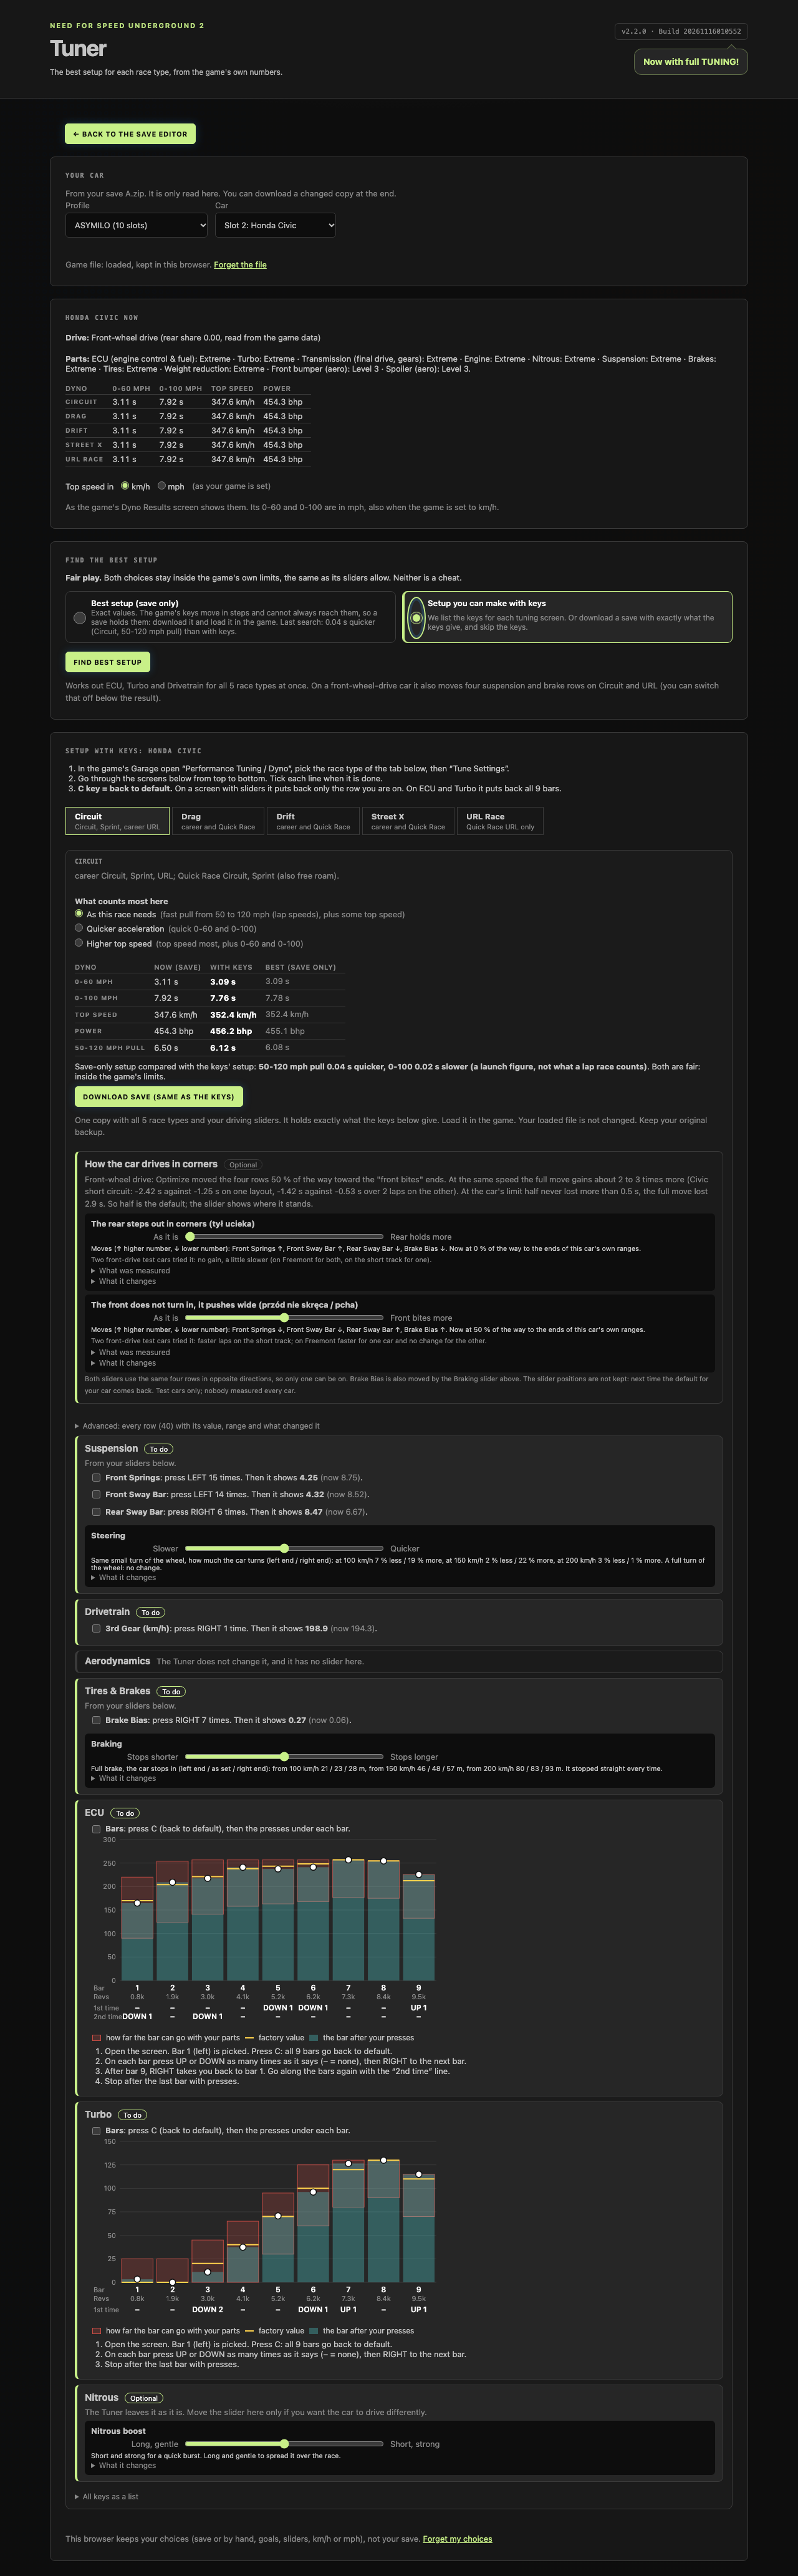 NEED FOR SPEED UNDERGROUND 2
Tuner
The best setup for each race type, from the game's own numbers.
v2.2.0 · Build 20261116010552
Now with full TUNING!
← BACK TO THE SAVE EDITOR
YOUR CAR
From your save A.zip. It is only read here. You can download a changed copy at the end.
Profile Car
ASYMILO (10 slots) Slot 2: Honda Civic
Game file: loaded, kept in this browser. Forget the file
HONDA CIVIC NOW
Drive: Front-wheel drive (rear share 0.00, read from the game data)
Parts: ECU (engine control & fuel): Extreme · Turbo: Extreme · Transmission (final drive, gears): Extreme · Engine: Extreme · Nitrous: Extreme · Suspension: Extreme · Brakes:
Extreme · Tires: Extreme · Weight reduction: Extreme · Front bumper (aero): Level 3 · Spoiler (aero): Level 3.
DYNO 0-60 MPH 0-100 MPH TOP SPEED POWER
CIRCUIT 3.11 s 7.92 s 347.6 km/h 454.3 bhp
DRAG 3.11 s 7.92 s 347.6 km/h 454.3 bhp
DRIFT 3.11 s 7.92 s 347.6 km/h 454.3 bhp
STREET X 3.11 s 7.92 s 347.6 km/h 454.3 bhp
URL RACE 3.11 s 7.92 s 347.6 km/h 454.3 bhp
Top speed in km/h mph (as your game is set)
As the game's Dyno Results screen shows them. Its 0-60 and 0-100 are in mph, also when the game is set to km/h.
FIND THE BEST SETUP
Fair play. Both choices stay inside the game's own limits, the same as its sliders allow. Neither is a cheat.
Best setup (save only)
Exact values. The game's keys move in steps and cannot always reach them, so a
save holds them: download it and load it in the game. Last search: 0.04 s quicker
(Circuit, 50-120 mph pull) than with keys.
Setup you can make with keys
We list the keys for each tuning screen. Or download a save with exactly what the
keys give, and skip the keys.
FIND BEST SETUP
Works out ECU, Turbo and Drivetrain for all 5 race types at once. On a front-wheel-drive car it also moves four suspension and brake rows on Circuit and URL (you can switch
that off below the result).
SETUP WITH KEYS: HONDA CIVIC
1. In the game's Garage open "Performance Tuning / Dyno", pick the race type of the tab below, then "Tune Settings".
2. Go through the screens below from top to bottom. Tick each line when it is done.
3. C key = back to default. On a screen with sliders it puts back only the row you are on. On ECU and Turbo it puts back all 9 bars.
Circuit Drag Drift Street X URL Race
Circuit, Sprint, career URL career and Quick Race career and Quick Race career and Quick Race Quick Race URL only
CIRCUIT
career Circuit, Sprint, URL; Quick Race Circuit, Sprint (also free roam).
What counts most here
As this race needs (fast pull from 50 to 120 mph (lap speeds), plus some top speed)
Quicker acceleration (quick 0-60 and 0-100)
Higher top speed (top speed most, plus 0-60 and 0-100)
DYNO NOW (SAVE) WITH KEYS BEST (SAVE ONLY)
0-60 MPH 3.11 s 3.09 s 3.09 s
0-100 MPH 7.92 s 7.76 s 7.78 s
TOP SPEED 347.6 km/h 352.4 km/h 352.4 km/h
POWER 454.3 bhp 456.2 bhp 455.1 bhp
50-120 MPH PULL 6.50 s 6.12 s 6.08 s
Save-only setup compared with the keys' setup: 50-120 mph pull 0.04 s quicker, 0-100 0.02 s slower (a launch figure, not what a lap race counts). Both are fair:
inside the game's limits.
DOWNLOAD SAVE (SAME AS THE KEYS)
One copy with all 5 race types and your driving sliders. It holds exactly what the keys below give. Load it in the game. Your loaded file is not changed. Keep your original
backup.
How the car drives in corners Optional
Front-wheel drive: Optimize moved the four rows 50 % of the way toward the "front bites" ends. At the same speed the full move gains about 2 to 3 times more (Civic
short circuit: -2.42 s against -1.25 s on one layout, -1.42 s against -0.53 s over 2 laps on the other). At the car's limit half never lost more than 0.5 s, the full move lost
2.9 s. So half is the default; the slider shows where it stands.
The rear steps out in corners (tył ucieka)
As it is Rear holds more
Moves (↑ higher number, ↓ lower number): Front Springs ↑, Front Sway Bar ↑, Rear Sway Bar ↓, Brake Bias ↓. Now at 0 % of the way to the ends of this car's own ranges.
Two front-drive test cars tried it: no gain, a little slower (on Freemont for both, on the short track for one).
▶ What was measured
▶ What it changes
The front does not turn in, it pushes wide (przód nie skręca / pcha)
As it is Front bites more
Moves (↑ higher number, ↓ lower number): Front Springs ↓, Front Sway Bar ↓, Rear Sway Bar ↑, Brake Bias ↑. Now at 50 % of the way to the ends of this car's own ranges.
Two front-drive test cars tried it: faster laps on the short track; on Freemont faster for one car and no change for the other.
▶ What was measured
▶ What it changes
Both sliders use the same four rows in opposite directions, so only one can be on. Brake Bias is also moved by the Braking slider above. The slider positions are not kept: next time the default for
your car comes back. Test cars only; nobody measured every car.
▶ Advanced: every row (40) with its value, range and what changed it
Suspension To do
From your sliders below.
Front Springs: press LEFT 15 times. Then it shows 4.25 (now 8.75).
Front Sway Bar: press LEFT 14 times. Then it shows 4.32 (now 8.52).
Rear Sway Bar: press RIGHT 6 times. Then it shows 8.47 (now 6.67).
Steering
Slower Quicker
Same small turn of the wheel, how much the car turns (left end / right end): at 100 km/h 7 % less / 19 % more, at 150 km/h 2 % less / 22 % more, at 200 km/h 3 % less / 1 % more. A full turn of
the wheel: no change.
▶ What it changes
Drivetrain To do
3rd Gear (km/h): press RIGHT 1 time. Then it shows 198.9 (now 194.3).
Aerodynamics The Tuner does not change it, and it has no slider here.
Tires & Brakes To do
From your sliders below.
Brake Bias: press RIGHT 7 times. Then it shows 0.27 (now 0.06).
Braking
Stops shorter Stops longer
Full brake, the car stops in (left end / as set / right end): from 100 km/h 21 / 23 / 28 m, from 150 km/h 46 / 48 / 57 m, from 200 km/h 80 / 83 / 93 m. It stopped straight every time.
▶ What it changes
ECU To do
Bars: press C (back to default), then the presses under each bar.
300
250
200
150
100
50
0
Bar 1 2 3 4 5 6 7 8 9
Revs 0.8k 1.9k 3.0k 4.1k 5.2k 6.2k 7.3k 8.4k 9.5k
1st time – – – – DOWN 1 DOWN 1 – – UP 1
2nd time DOWN 1 – DOWN 1 – – – – – –
how far the bar can go with your parts factory value the bar after your presses
1. Open the screen. Bar 1 (left) is picked. Press C: all 9 bars go back to default.
2. On each bar press UP or DOWN as many times as it says (– = none), then RIGHT to the next bar.
3. After bar 9, RIGHT takes you back to bar 1. Go along the bars again with the "2nd time" line.
4. Stop after the last bar with presses.
Turbo To do
Bars: press C (back to default), then the presses under each bar.
150
125
100
75
50
25
0
Bar 1 2 3 4 5 6 7 8 9
Revs 0.8k 1.9k 3.0k 4.1k 5.2k 6.2k 7.3k 8.4k 9.5k
1st time – – DOWN 2 – – DOWN 1 UP 1 – UP 1
how far the bar can go with your parts factory value the bar after your presses
1. Open the screen. Bar 1 (left) is picked. Press C: all 9 bars go back to default.
2. On each bar press UP or DOWN as many times as it says (– = none), then RIGHT to the next bar.
3. Stop after the last bar with presses.
Nitrous Optional
The Tuner leaves it as it is. Move the slider here only if you want the car to drive differently.
Nitrous boost
Long, gentle Short, strong
Short and strong for a quick burst. Long and gentle to spread it over the race.
▶ What it changes
▶ All keys as a list
This browser keeps your choices (save or by hand, goals, sliders, km/h or mph), not your save. Forget my choices